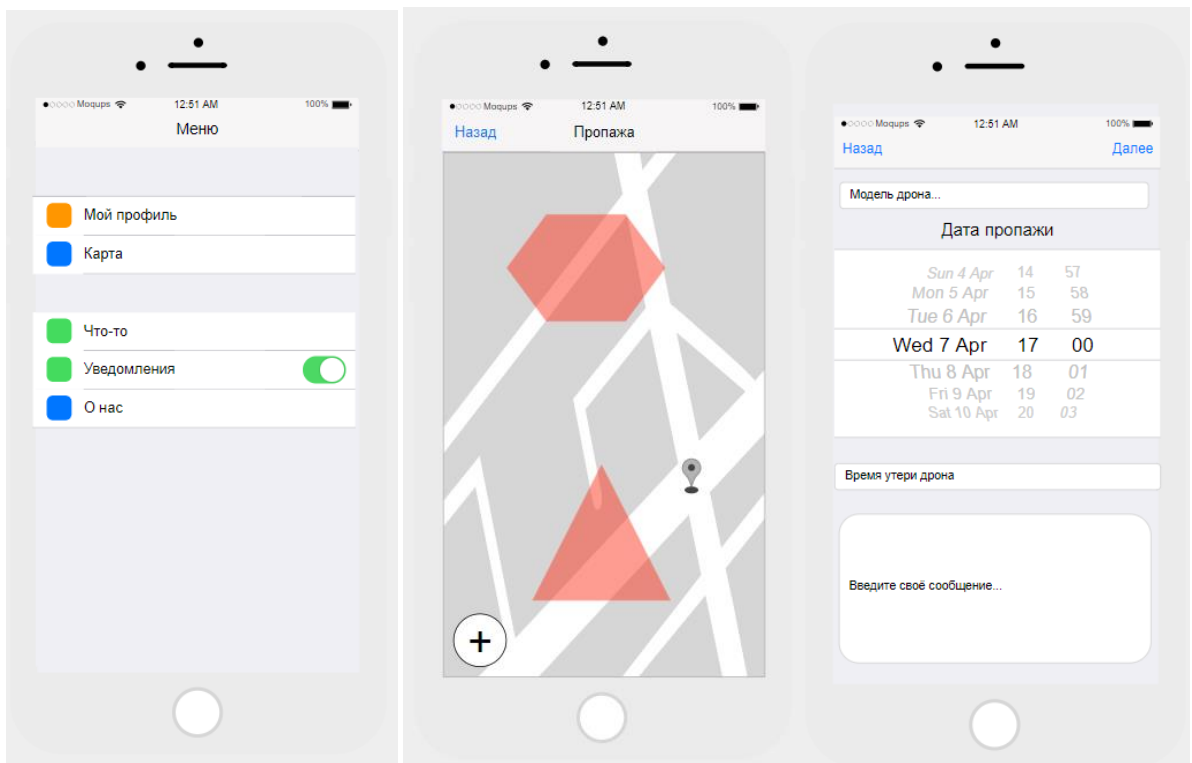 Moqups 12:51 AM 100%
Меню
Мой профиль
Карта
Что-то
Уведомления
О нас
Moqups 12:51 AM 100%
Назад Пропажа
+
Moqups 12:51 AM 100%
Назад Далее
Модель дрона...
Дата пропажи
Sun 4 Apr 14 57
Mon 5 Apr 15 58
Tue 6 Apr 16 59
Wed 7 Apr 17 00
Thu 8 Apr 18 01
Fri 9 Apr 19 02
Sat 10 Apr 20 03
Время утери дрона
Введите своё сообщение...